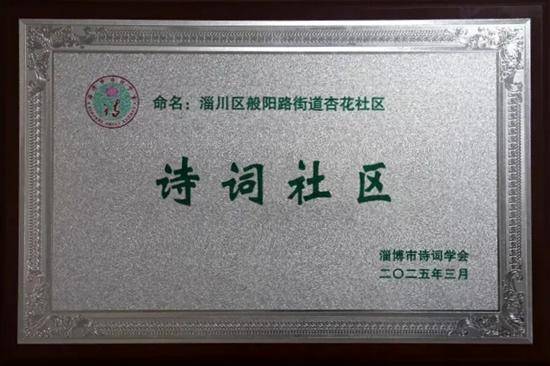 命名：淄川区般阳路街道杏花社区
诗词社区
淄博市诗词学会
二〇二五年三月